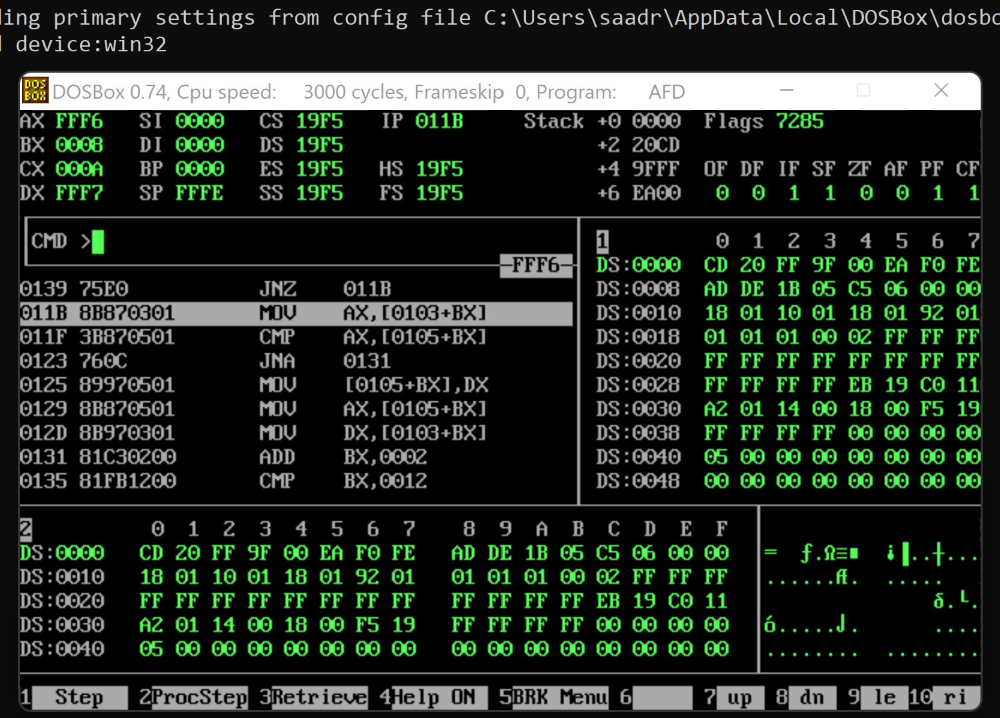 ding primary settings from config file C:\Users\saadr\AppData\Local\DOSBox\dosbo
d device:win32
DOSBox 0.74, Cpu speed: 3000 cycles, Frameskip 0, Program: AFD
AX FFF6 SI 0000 CS 19F5 IP 011B Stack +0 0000 Flags 7285
BX 0008 DI 0000 DS 19F5 +2 20CD
CX 000A BP 0000 ES 19F5 HS 19F5 +4 9FFF OF DF IF SF ZF AF PF CF
DX FFF7 SP FFFE SS 19F5 FS 19F5 +6 EA00 0 0 1 1 0 0 1 1
CMD >
FFF6
0139 75E0 JNZ 011B
011B 8B870301 MOV AX,[0103+BX]
011F 3B870501 CMP AX,[0105+BX]
0123 760C JNA 0131
0125 89970501 MOV [0105+BX],DX
0129 8B870501 MOV AX,[0105+BX]
012D 8B970301 MOV DX,[0103+BX]
0131 81C30200 ADD BX,0002
0135 81FB1200 CMP BX,0012
1 0 1 2 3 4 5 6 7
DS:0000 CD 20 FF 9F 00 EA F0 FE
DS:0008 AD DE 1B 05 C5 06 00 00
DS:0010 18 01 10 01 18 01 92 01
DS:0018 01 01 01 00 02 FF FF FF
DS:0020 FF FF FF FF FF FF FF FF
DS:0028 FF FF FF FF EB 19 C0 11
DS:0030 A2 01 14 00 18 00 F5 19
DS:0038 FF FF FF FF 00 00 00 00
DS:0040 05 00 00 00 00 00 00 00
DS:0048 00 00 00 00 00 00 00 00
2 0 1 2 3 4 5 6 7 8 9 A B C D E F
DS:0000 CD 20 FF 9F 00 EA F0 FE AD DE 1B 05 C5 06 00 00 = ƒ.Ω≡■ ¡▐..┼...
DS:0010 18 01 10 01 18 01 92 01 01 01 01 00 02 FF FF FF ......ff. .....
DS:0020 FF FF FF FF FF FF FF FF FF FF FF FF EB 19 C0 11 δ.└.
DS:0030 A2 01 14 00 18 00 F5 19 FF FF FF FF 00 00 00 00 ó.....⌡. ....
DS:0040 05 00 00 00 00 00 00 00 00 00 00 00 00 00 00 00 ........ ........
1 Step 2ProcStep 3Retrieve 4Help ON 5BRK Menu 6 7 up 8 dn 9 le 10 ri